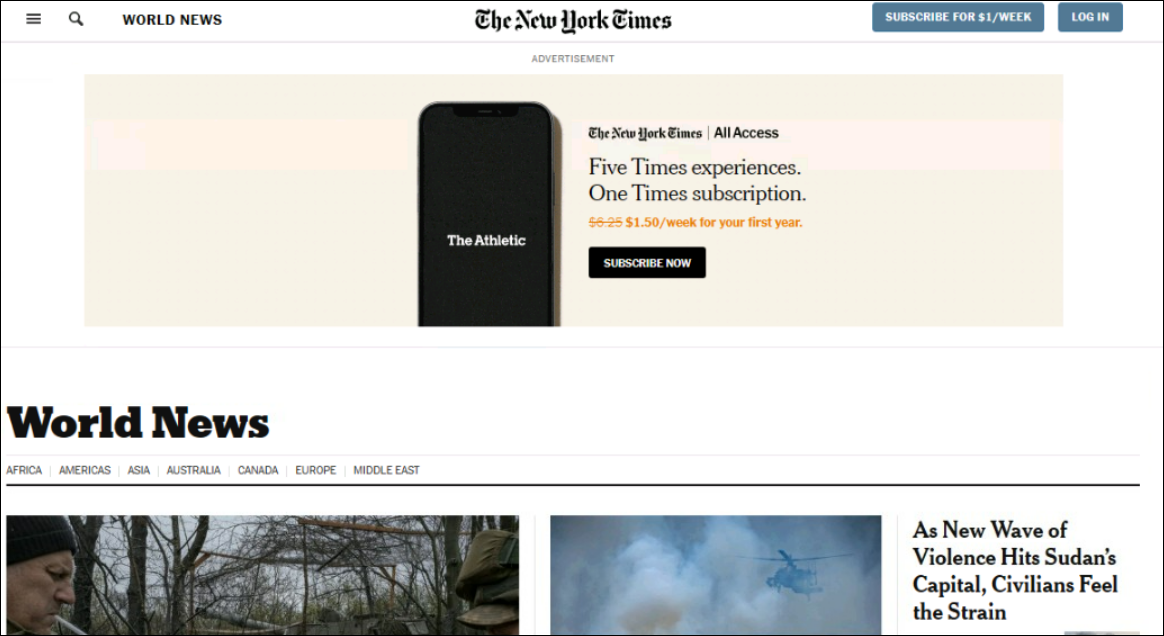 WORLD NEWS
The New York Times
SUBSCRIBE FOR $1/WEEK
LOG IN
ADVERTISEMENT
The New York Times | All Access
Five Times experiences.
One Times subscription.
$6.25 $1.50/week for your first year.
The Athletic
SUBSCRIBE NOW
World News
AFRICA | AMERICAS | ASIA | AUSTRALIA | CANADA | EUROPE | MIDDLE EAST
As New Wave of
Violence Hits Sudan’s
Capital, Civilians Feel
the Strain